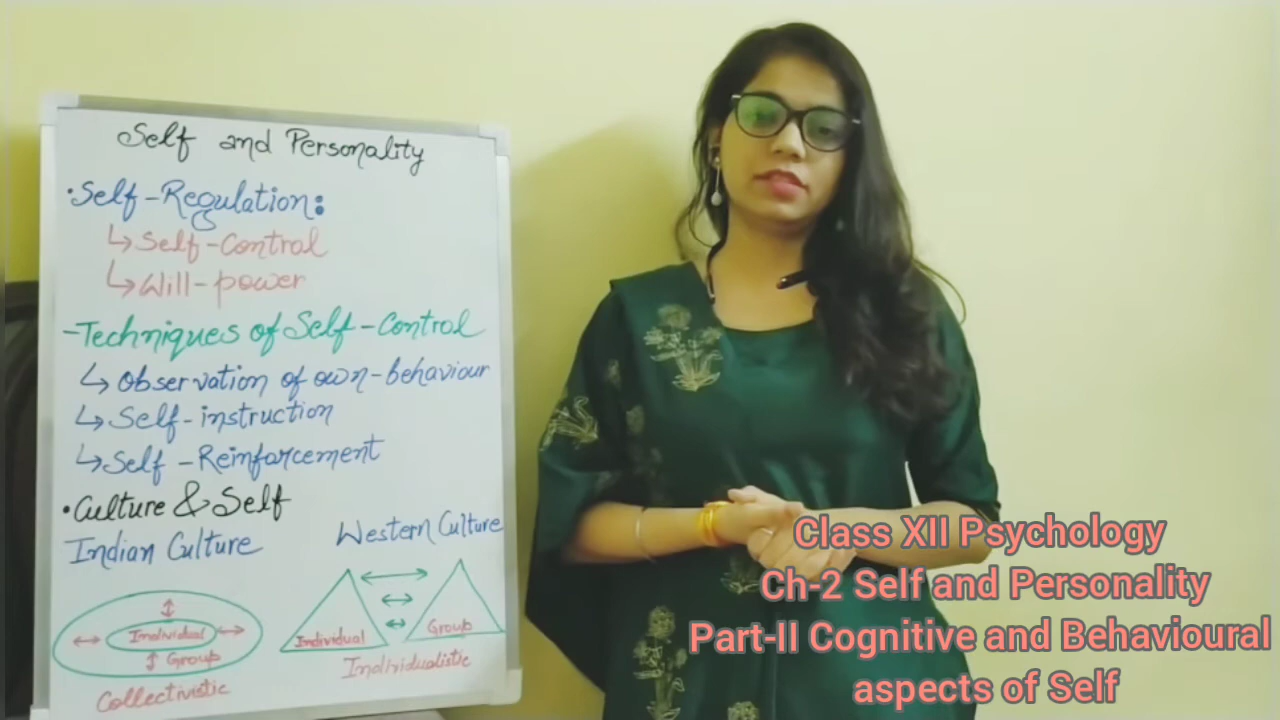 Self and Personality
• Self-Regulation:
↳ Self-Control
↳ Will-power
- Techniques of Self-Control
↳ Observation of own-behaviour
↳ Self-instruction
↳ Self-Reinforcement
• Culture & Self
Indian Culture
Western Culture
Individual
Group
Collectivistic
Individual
Group
Individualistic
Class XII Psychology
Ch-2 Self and Personality
Part-II Cognitive and Behavioural
aspects of Self